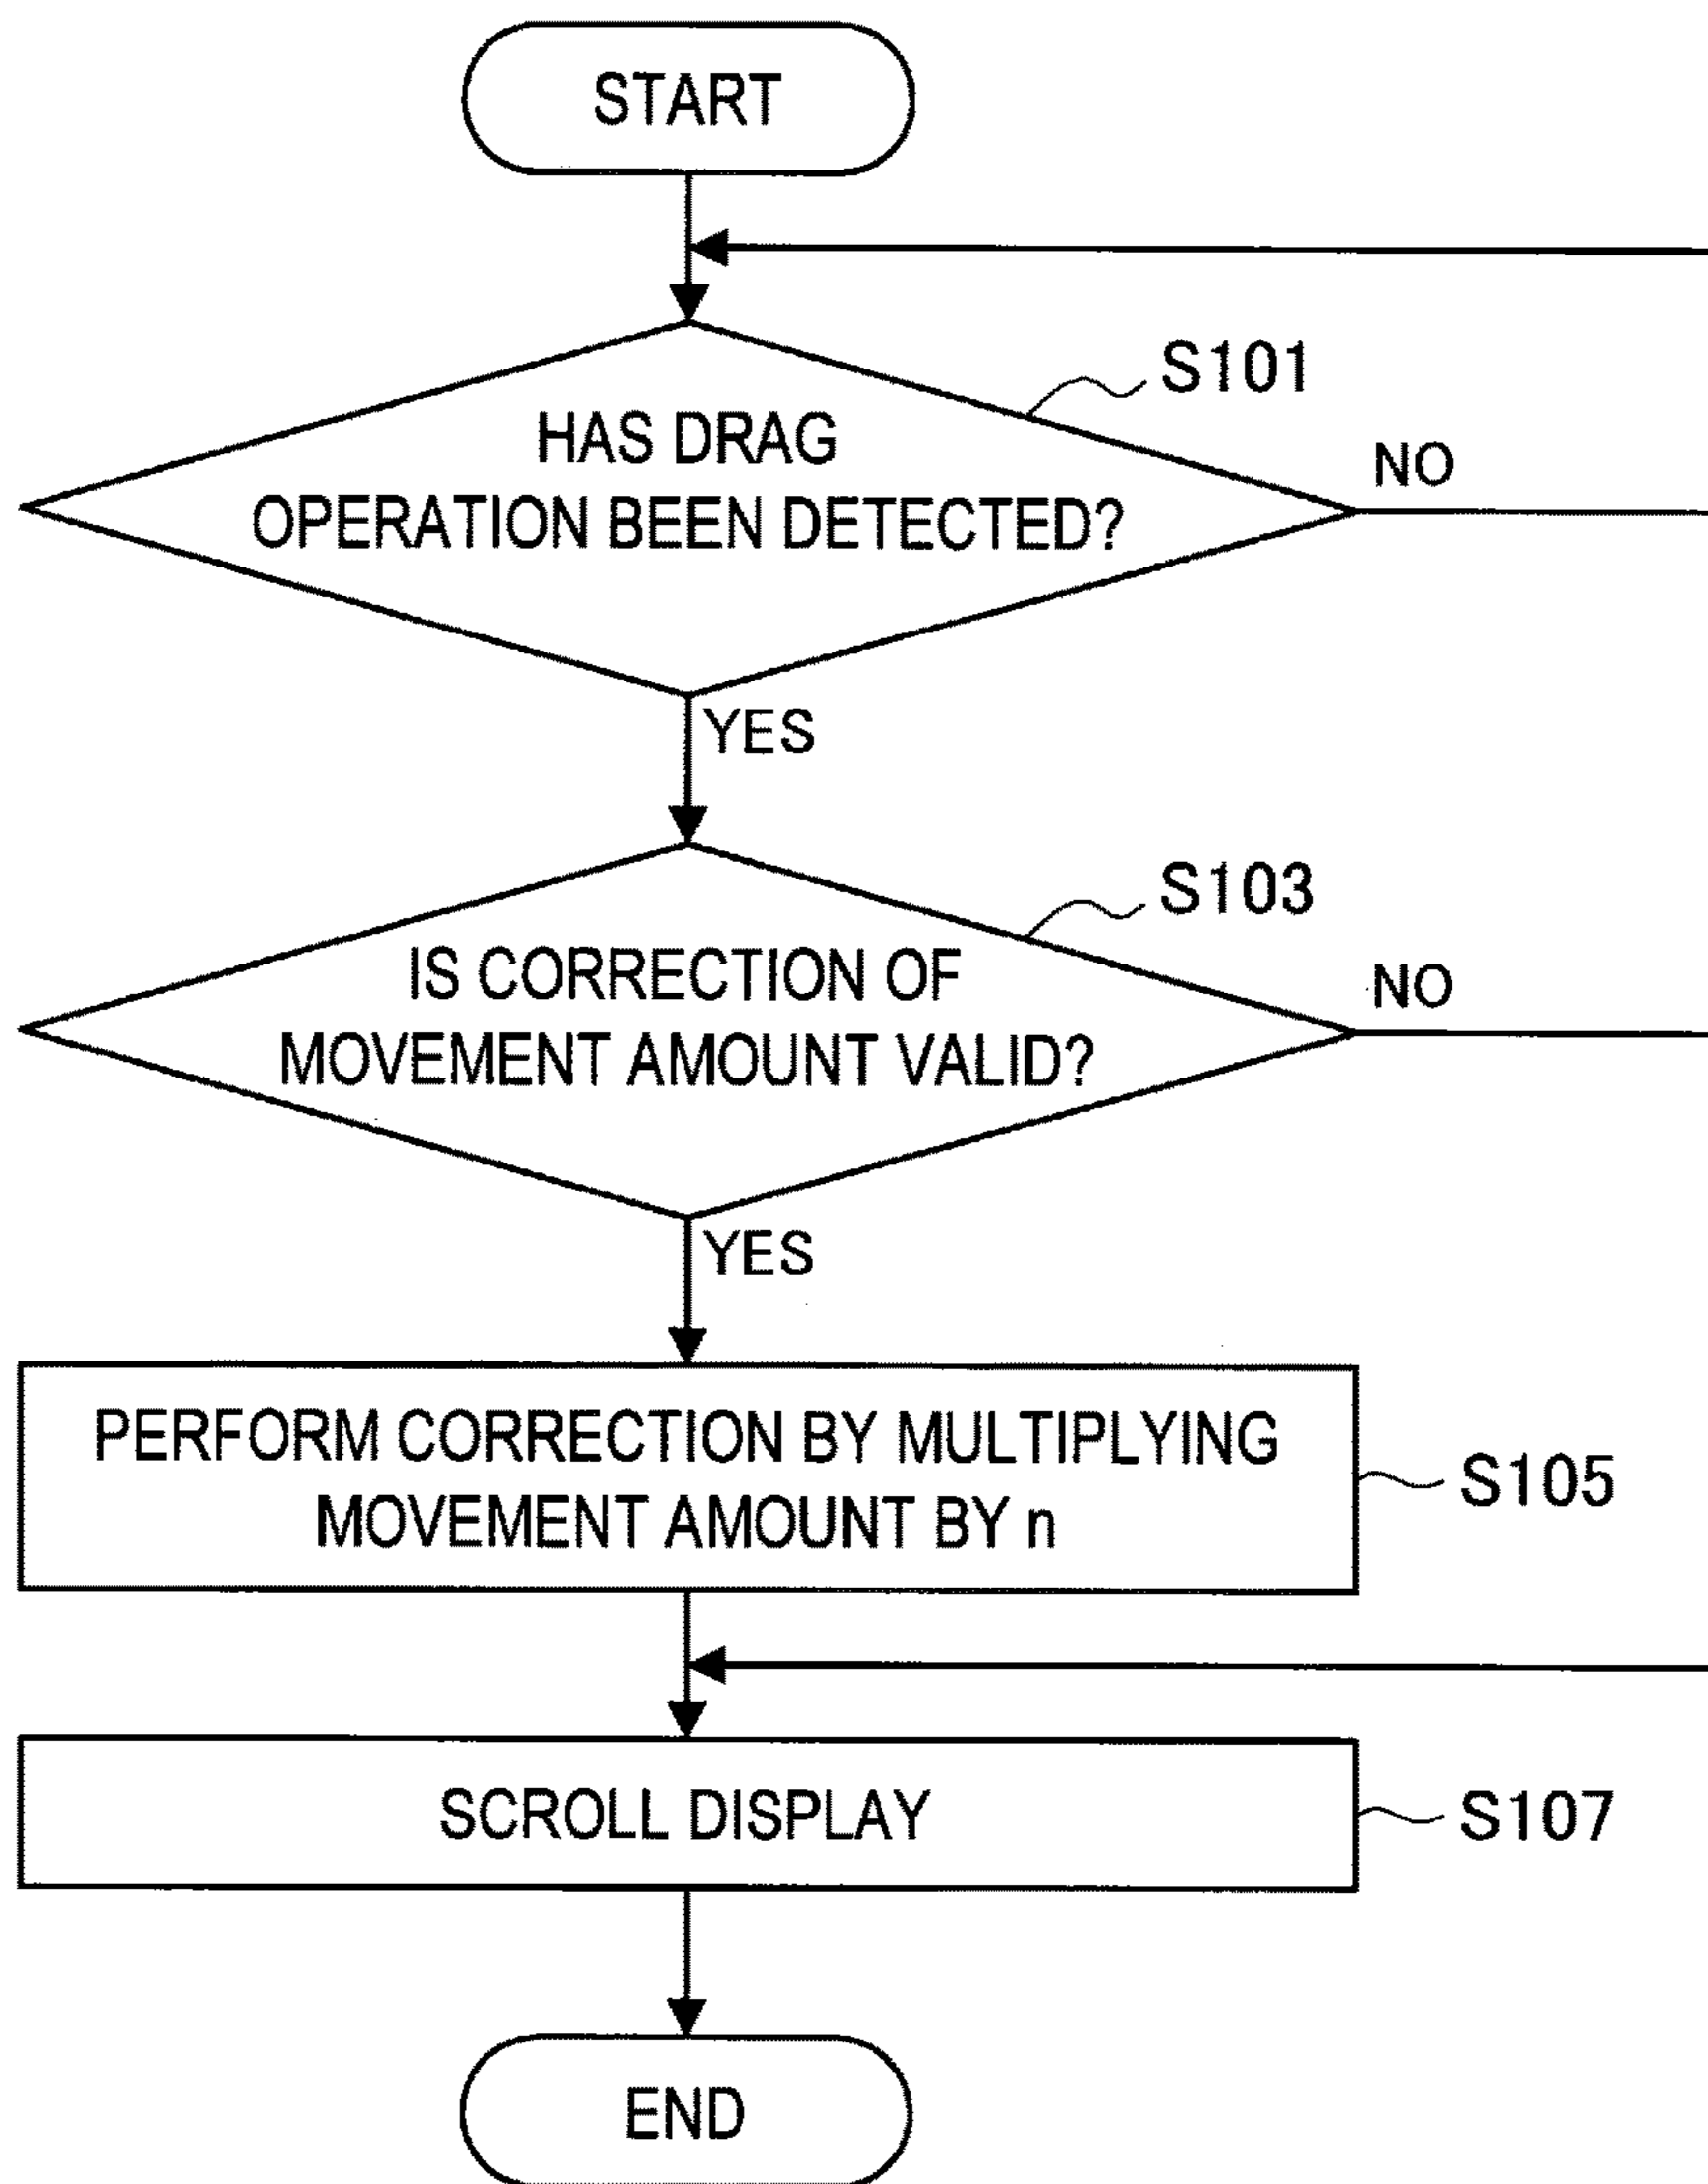 START
S101
HAS DRAG
OPERATION BEEN DETECTED?
NO
YES
S103
IS CORRECTION OF
MOVEMENT AMOUNT VALID?
NO
YES
PERFORM CORRECTION BY MULTIPLYING
MOVEMENT AMOUNT BY n
S105
SCROLL DISPLAY
S107
END